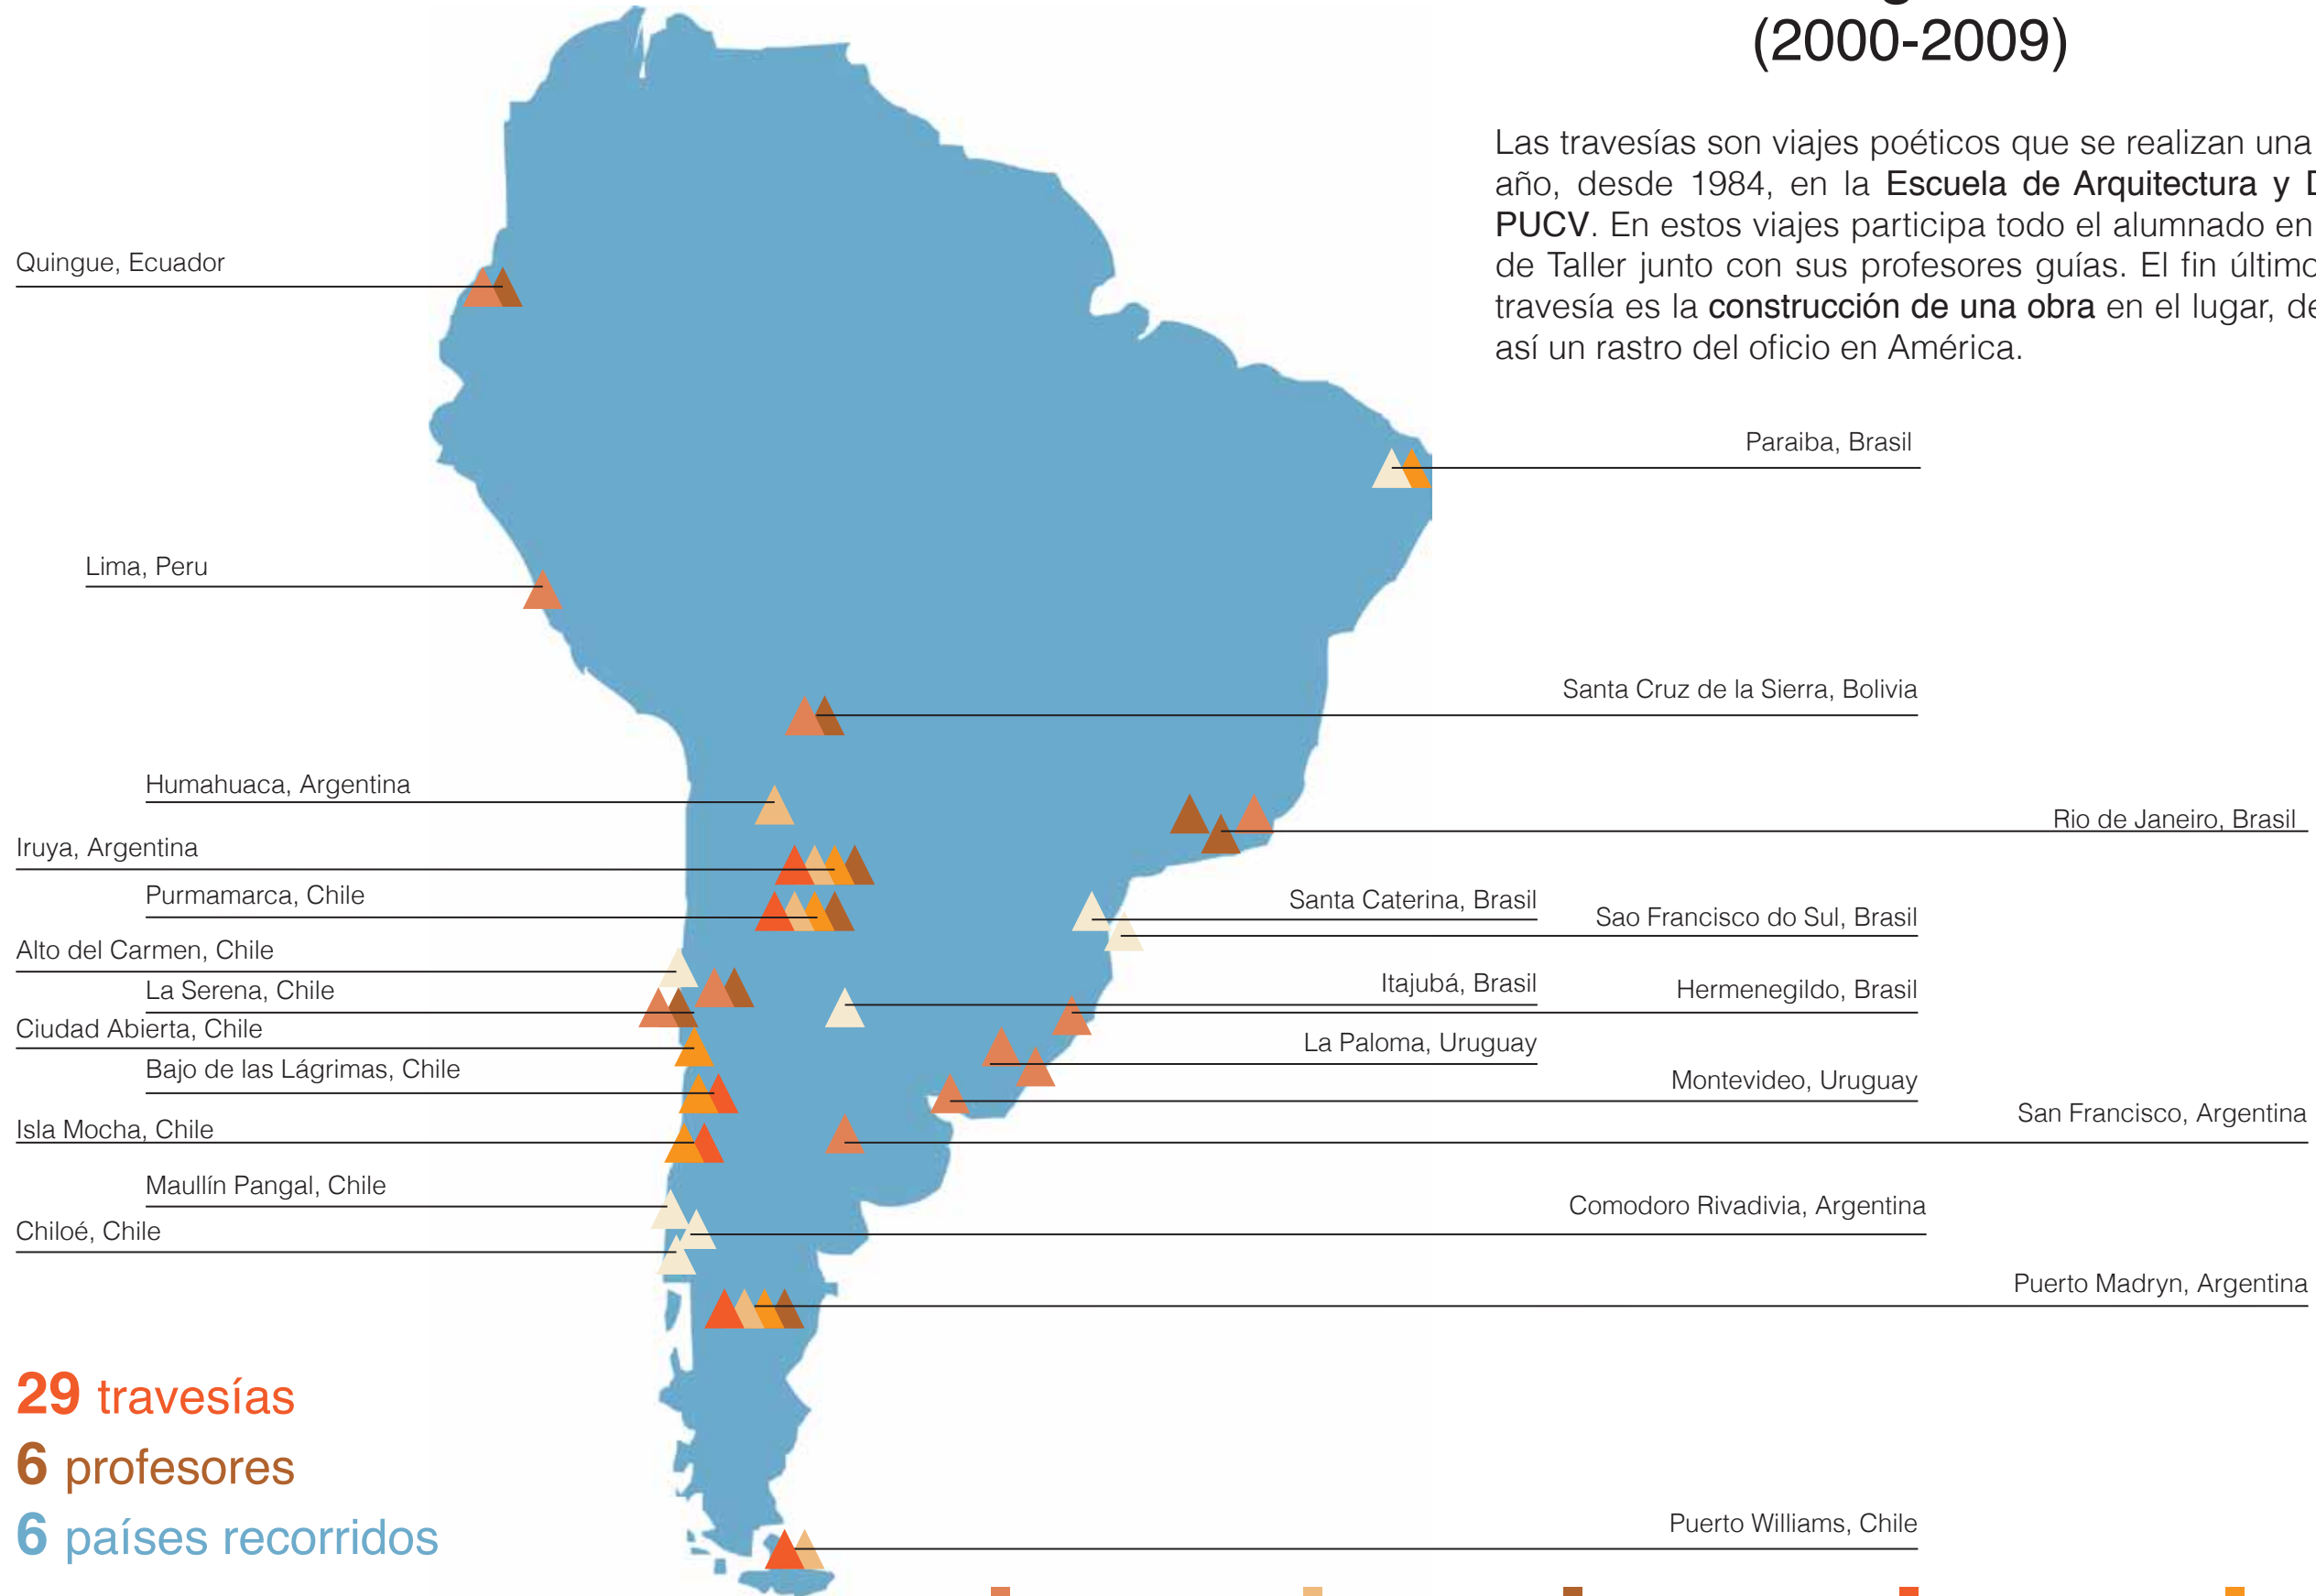 (2000-2009)
Las travesías son viajes poéticos que se realizan una
año, desde 1984, en la Escuela de Arquitectura y
PUCV. En estos viajes participa todo el alumnado en
de Taller junto con sus profesores guías. El fin último
travesía es la construcción de una obra en el lugar,
así un rastro del oficio en América.
Quingue, Ecuador
Paraiba, Brasil
Lima, Peru
Santa Cruz de la Sierra, Bolivia
Humahuaca, Argentina
Rio de Janeiro, Brasil
Iruya, Argentina
Purmamarca, Chile
Santa Caterina, Brasil
Sao Francisco do Sul, Brasil
Alto del Carmen, Chile
La Serena, Chile
Itajubá, Brasil
Hermenegildo, Brasil
Ciudad Abierta, Chile
La Paloma, Uruguay
Bajo de las Lágrimas, Chile
Montevideo, Uruguay
San Francisco, Argentina
Isla Mocha, Chile
Maullín Pangal, Chile
Comodoro Rivadivia, Argentina
Chiloé, Chile
Puerto Madryn, Argentina
29 travesías
6 profesores
6 países recorridos
Puerto Williams, Chile